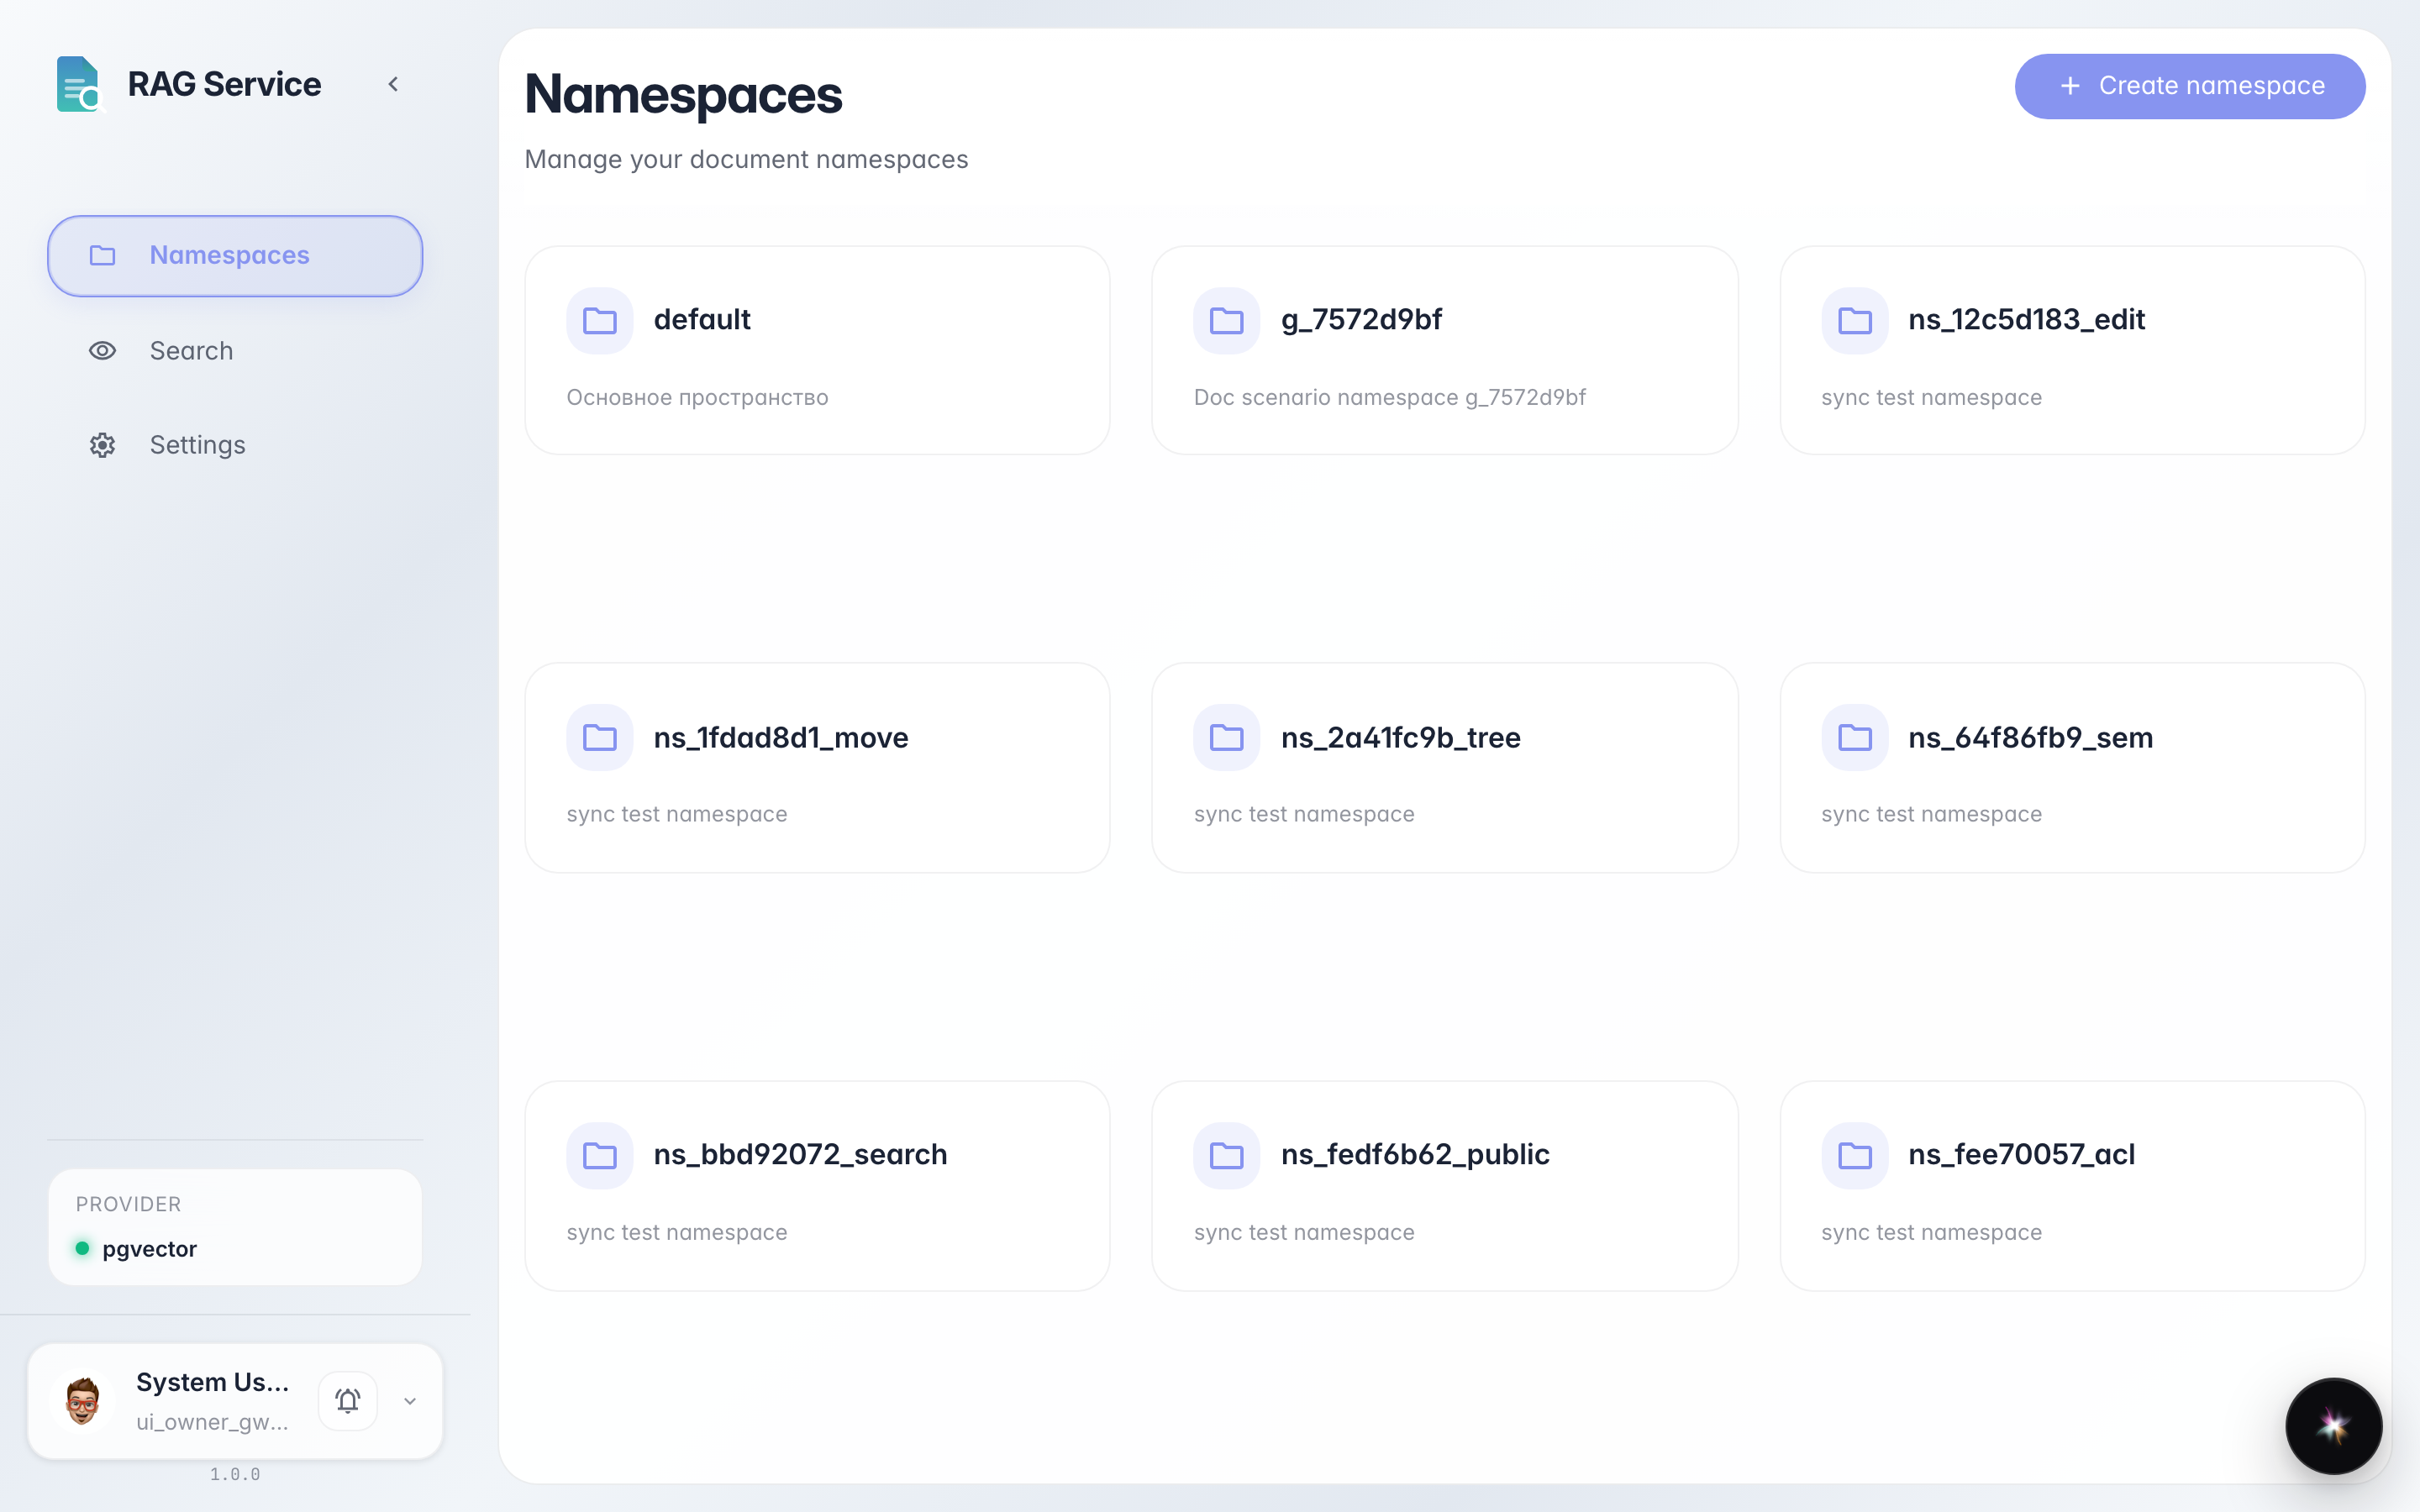 RAG Service
Namespaces
Search
Settings
PROVIDER
pgvector
System Us...
ui_owner_gw...
1.0.0
Namespaces
Create namespace
Manage your document namespaces
default
Основное пространство
g_7572d9bf
Doc scenario namespace g_7572d9bf
ns_12c5d183_edit
sync test namespace
ns_1fdad8d1_move
sync test namespace
ns_2a41fc9b_tree
sync test namespace
ns_64f86fb9_sem
sync test namespace
ns_bbd92072_search
sync test namespace
ns_fedf6b62_public
sync test namespace
ns_fee70057_acl
sync test namespace